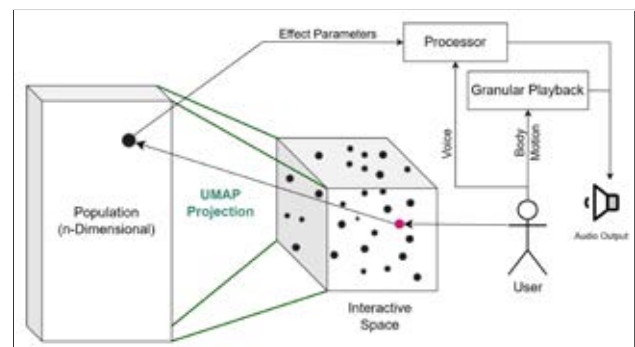 Effect Parameters
Processor
Granular Playback
Voice
Body
Motion
UMAP
Projection
Population
(n-Dimensional)
Audio Output
User
Interactive
Space